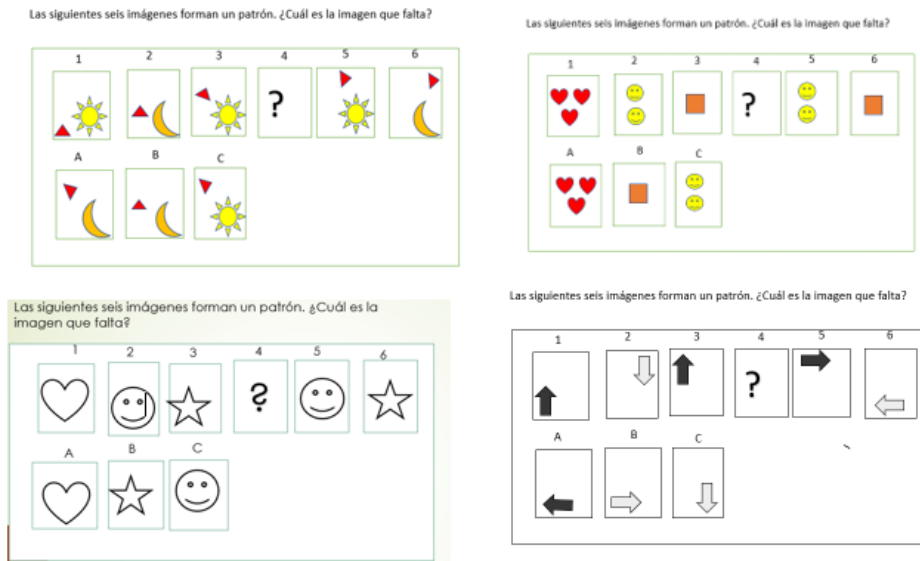 Las siguientes seis imágenes forman un patrón. ¿Cuál es la imagen que falta?
1 2 3 4 5 6
?
A B C
Las siguientes seis imágenes forman un patrón. ¿Cuál es la imagen que falta?
1 2 3 4 5 6
?
A B C
Las siguientes seis imágenes forman un patrón. ¿Cuál es la
imagen que falta?
1 2 3 4 5 6
?
A B C
Las siguientes seis imágenes forman un patrón. ¿Cuál es la imagen que falta?
1 2 3 4 5 6
?
A B C